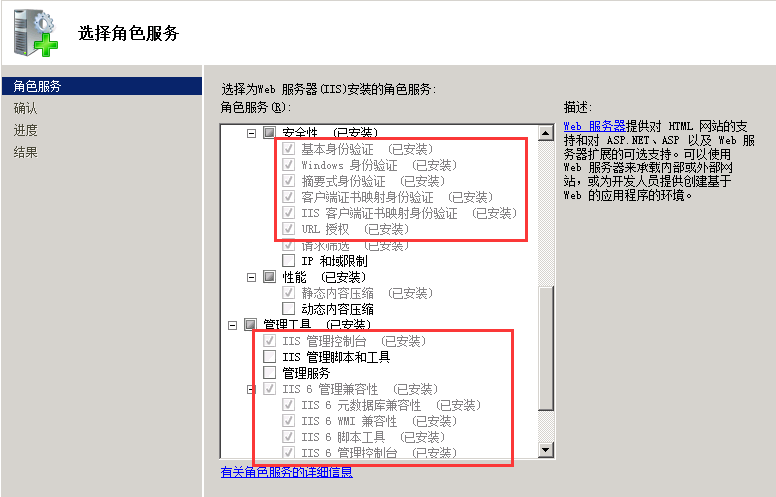 选择角色服务
角色服务
确认
进度
结果
选择为Web 服务器(IIS)安装的角色服务:
角色服务(R):
安全性 (已安装)
基本身份验证 (已安装)
Windows 身份验证 (已安装)
摘要式身份验证 (已安装)
客户端证书映射身份验证 (已安装)
IIS 客户端证书映射身份验证 (已安装)
URL 授权 (已安装)
请求筛选 (已安装)
IP 和域限制
性能 (已安装)
静态内容压缩 (已安装)
动态内容压缩
管理工具 (已安装)
IIS 管理控制台 (已安装)
IIS 管理脚本和工具
管理服务
IIS 6 管理兼容性 (已安装)
IIS 6 元数据库兼容性 (已安装)
IIS 6 WMI 兼容性 (已安装)
IIS 6 脚本工具 (已安装)
IIS 6 管理控制台 (已安装)
有关角色服务的详细信息
描述:
Web 服务器提供对 HTML 网站的支
持和对 ASP.NET、ASP 以及 Web 服
务器扩展的可选支持。可以使用
Web 服务器来承载内部或外部网
站，或为开发人员提供创建基于
Web 的应用程序的环境。